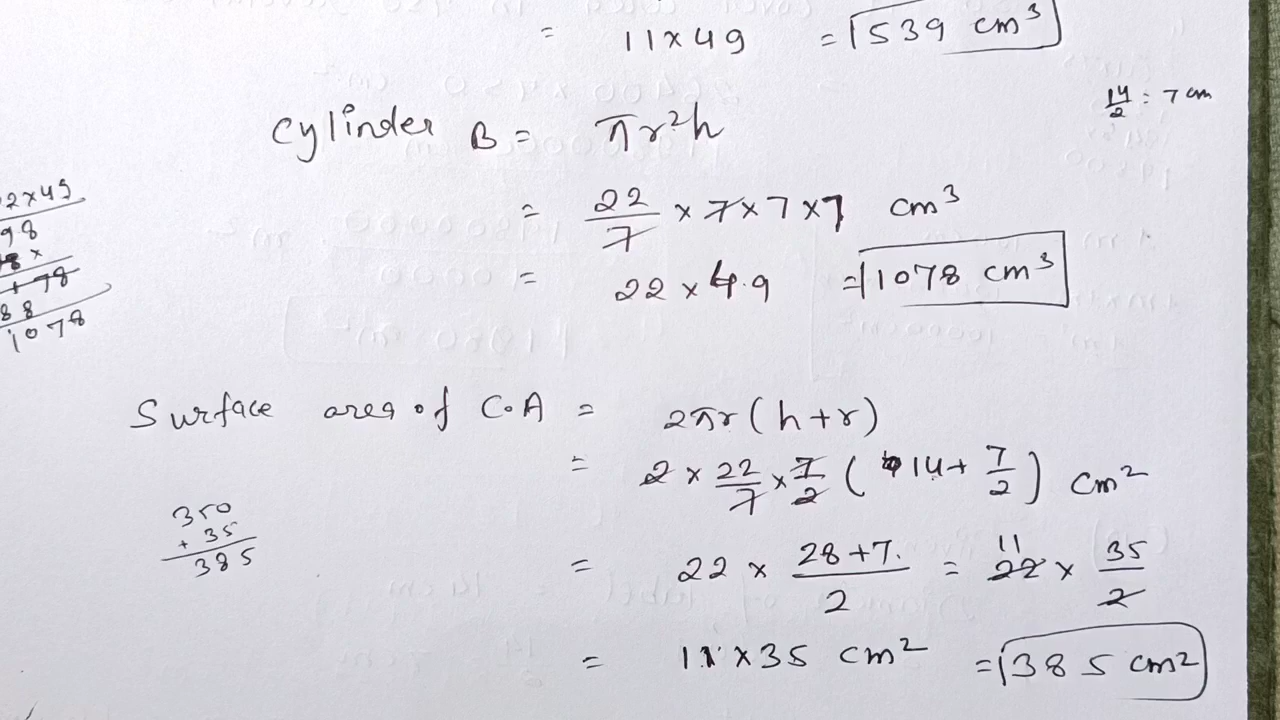 = 11 x 49 = 539 cm³
14/2 = 7 cm
Cylinder B = πr²h
= 22/7 x 7 x 7 x 7 cm³
= 22 x 49 = 1078 cm³
2x49
98
+ 98
88
1078
Surface area of C.A = 2πr (h+r)
= 2 x 22/7 x 7/2 ( 14 + 7/2 ) cm²
350
+ 35
385
= 22 x 28+7/2 = 11 22 x 35/2
= 11 x 35 cm² = 385 cm²